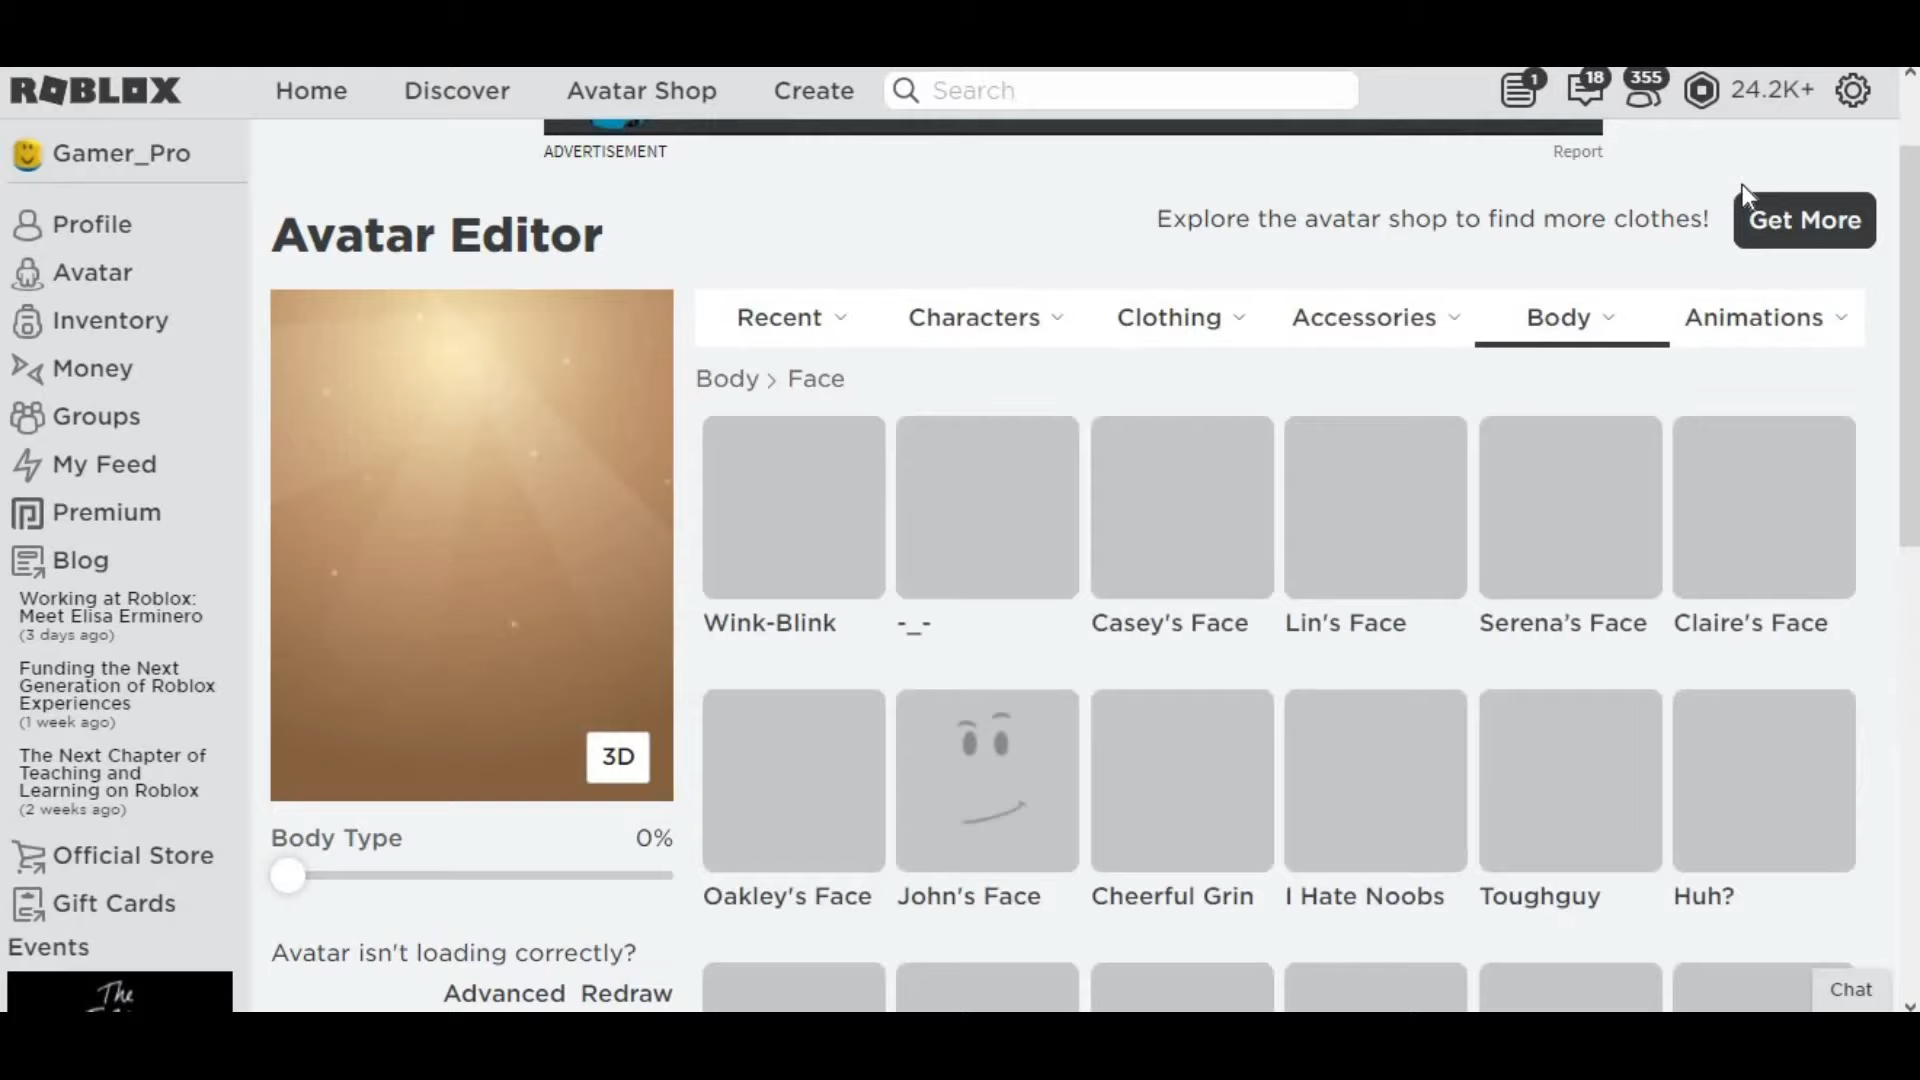 ROBLOX
Home
Discover
Avatar Shop
Create
Search
1
18
355
24.2K+
Gamer_Pro
ADVERTISEMENT
Report
Profile
Avatar
Inventory
Money
Groups
My Feed
Premium
Blog
Working at Roblox:
Meet Elisa Erminero
(3 days ago)
Funding the Next
Generation of Roblox
Experiences
(1 week ago)
The Next Chapter of
Teaching and
Learning on Roblox
(2 weeks ago)
Official Store
Gift Cards
Events
The
Avatar Editor
Explore the avatar shop to find more clothes!
Get More
3D
Body Type
0%
Avatar isn't loading correctly?
Advanced
Redraw
Recent
Characters
Clothing
Accessories
Body
Animations
Body > Face
Wink-Blink
-_-
Casey's Face
Lin's Face
Serena’s Face
Claire's Face
Oakley's Face
John's Face
Cheerful Grin
I Hate Noobs
Toughguy
Huh?
Chat